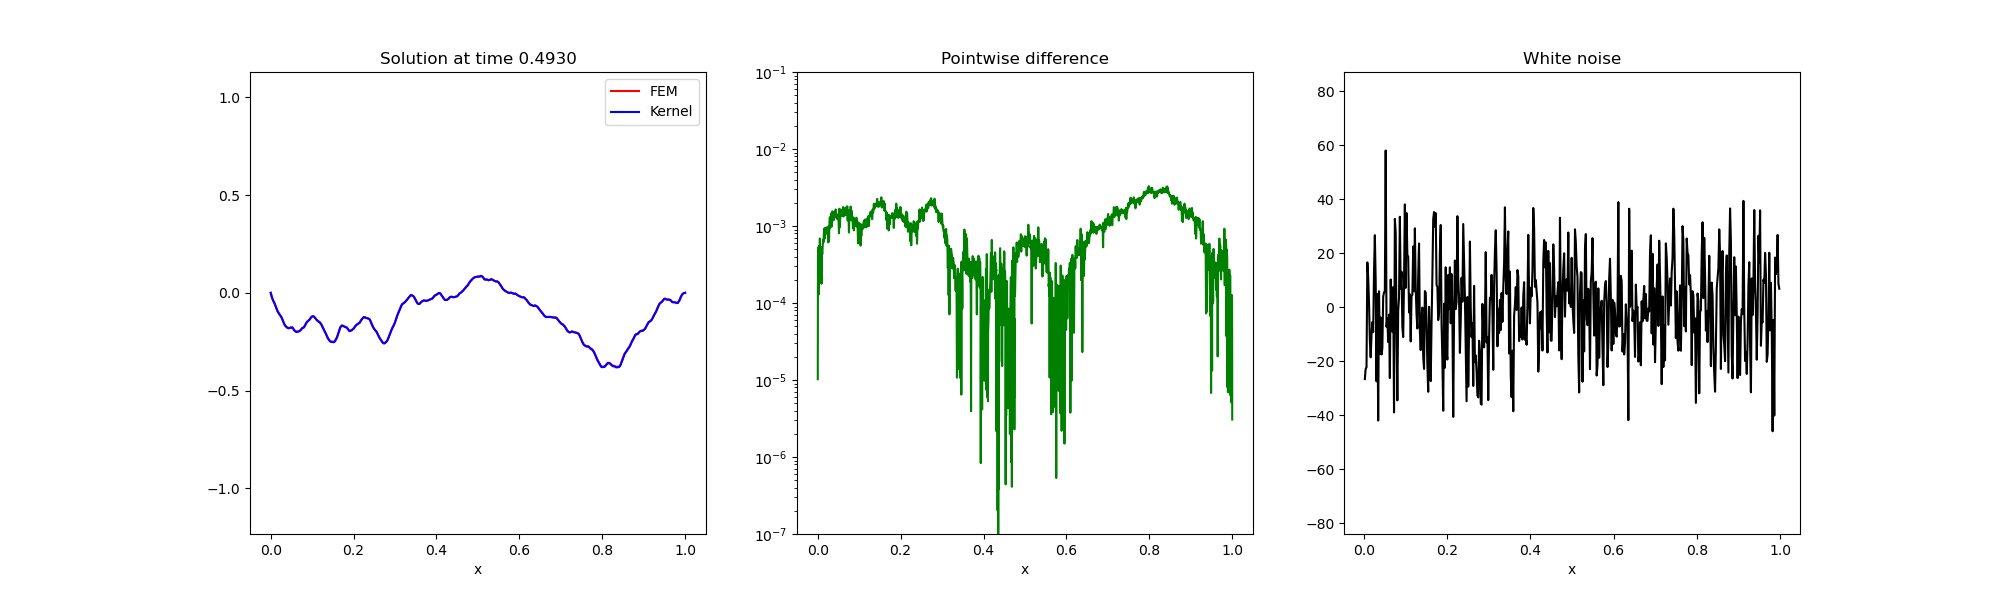 Solution at time 0.4930
1.0
0.5
0.0
−0.5
−1.0
0.0 0.2 0.4 0.6 0.8 1.0
x
FEM
Kernel
Pointwise difference
10⁻¹
10⁻²
10⁻³
10⁻⁴
10⁻⁵
10⁻⁶
10⁻⁷
0.0 0.2 0.4 0.6 0.8 1.0
x
White noise
80
60
40
20
0
−20
−40
−60
−80
0.0 0.2 0.4 0.6 0.8 1.0
x